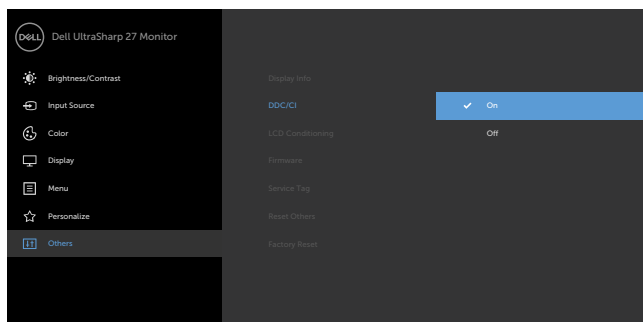 DELL Dell UltraSharp 27 Monitor
Brightness/Contrast
Display Info
Input Source
DDC/CI
On
Color
LCD Conditioning
Off
Display
Firmware
Menu
Service Tag
Personalize
Reset Others
Others
Factory Reset